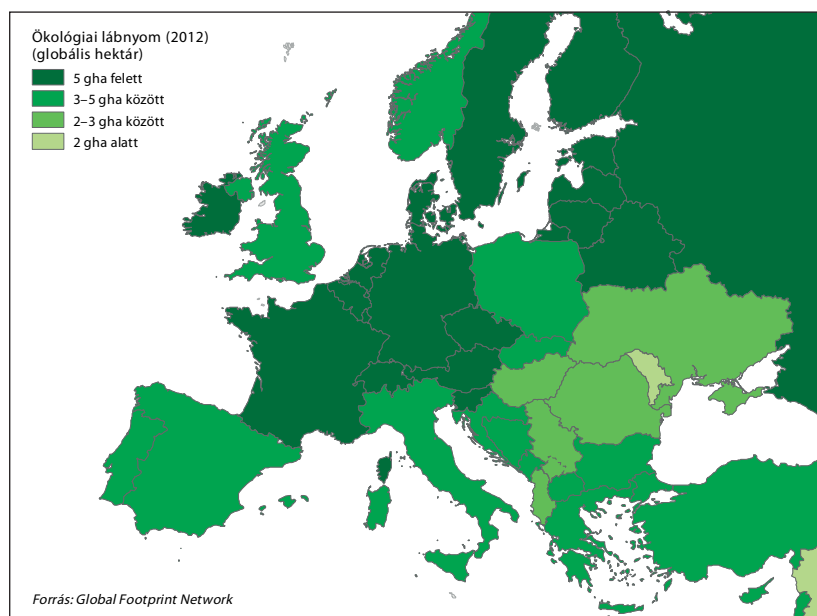 Ökológiai lábnyom (2012)
(globális hektár)
5 gha felett
3–5 gha között
2–3 gha között
2 gha alatt
Forrás: Global Footprint Network